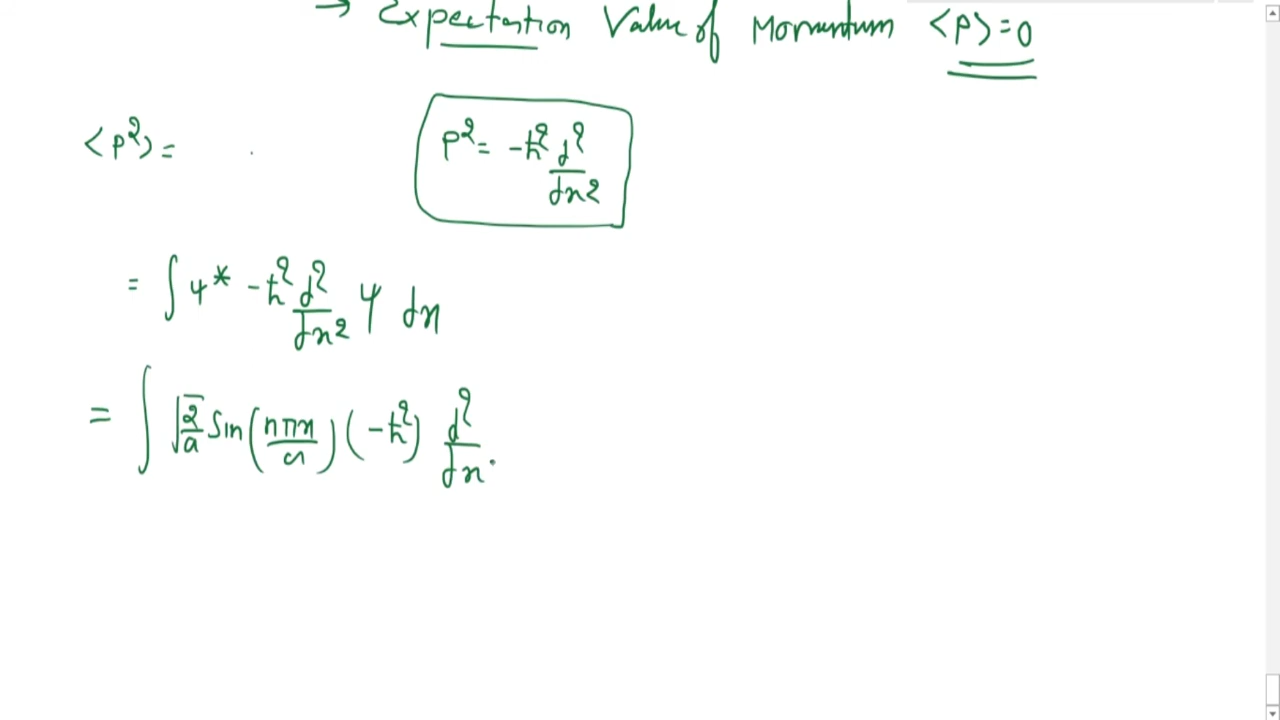 → Expectation Value of Momentum <P>=0
<P²>=
P²= -ħ² d²/dx²
= ∫ ψ* -ħ² d²/dx² ψ dx
= ∫ √2/a Sin(nπx/a)(-ħ²) d²/dx